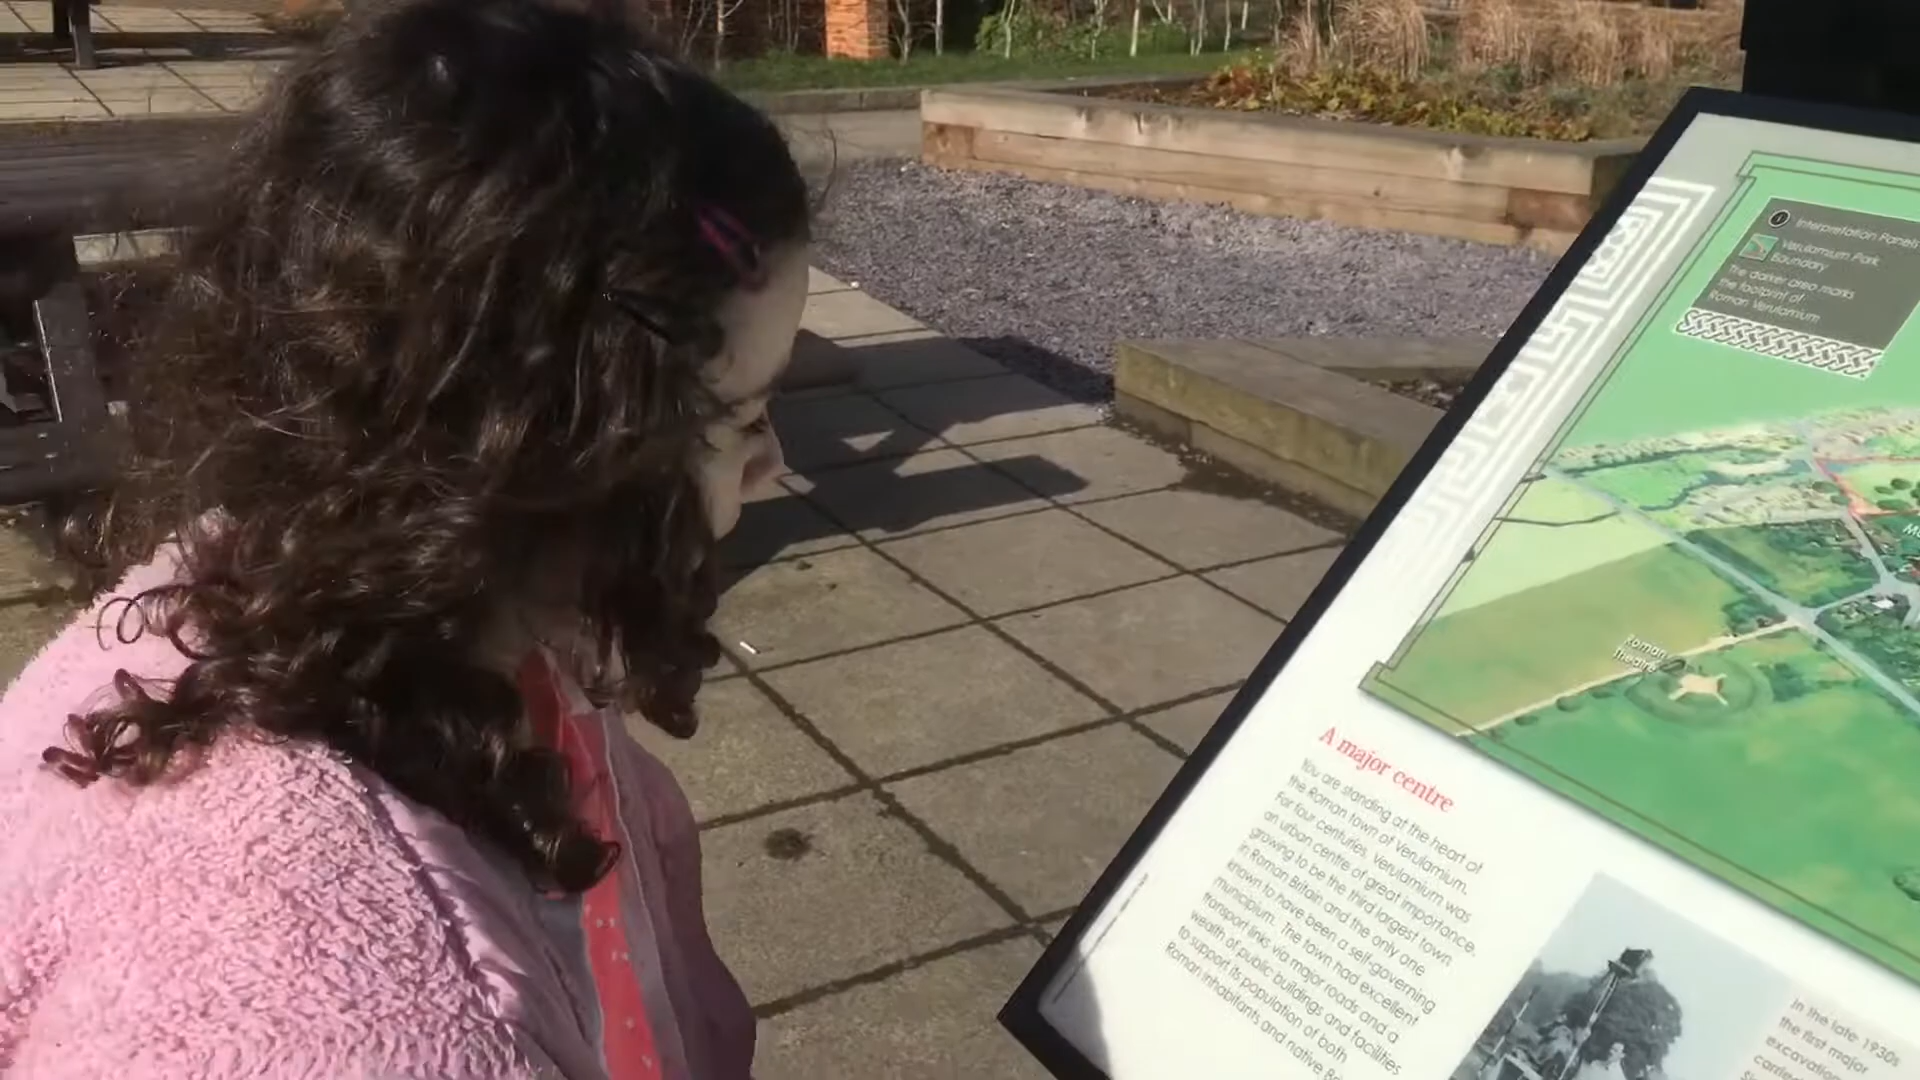 Interpretation Panels
Verulamium Park
Boundary
The darker area marks
the footprint of
Roman Verulamium
Roman
Theatre
A major centre
You are standing at the heart of
the Roman town of Verulamium.
For four centuries, Verulamium was
an urban centre of great importance,
growing to be the third largest town
in Roman Britain and the only one
known to have been a self-governing
municipium. The town had excellent
transport links via major roads and a
wealth of public buildings and facilities
to support its population of both
Roman inhabitants and native
In the late 1930s
the first major
excavation